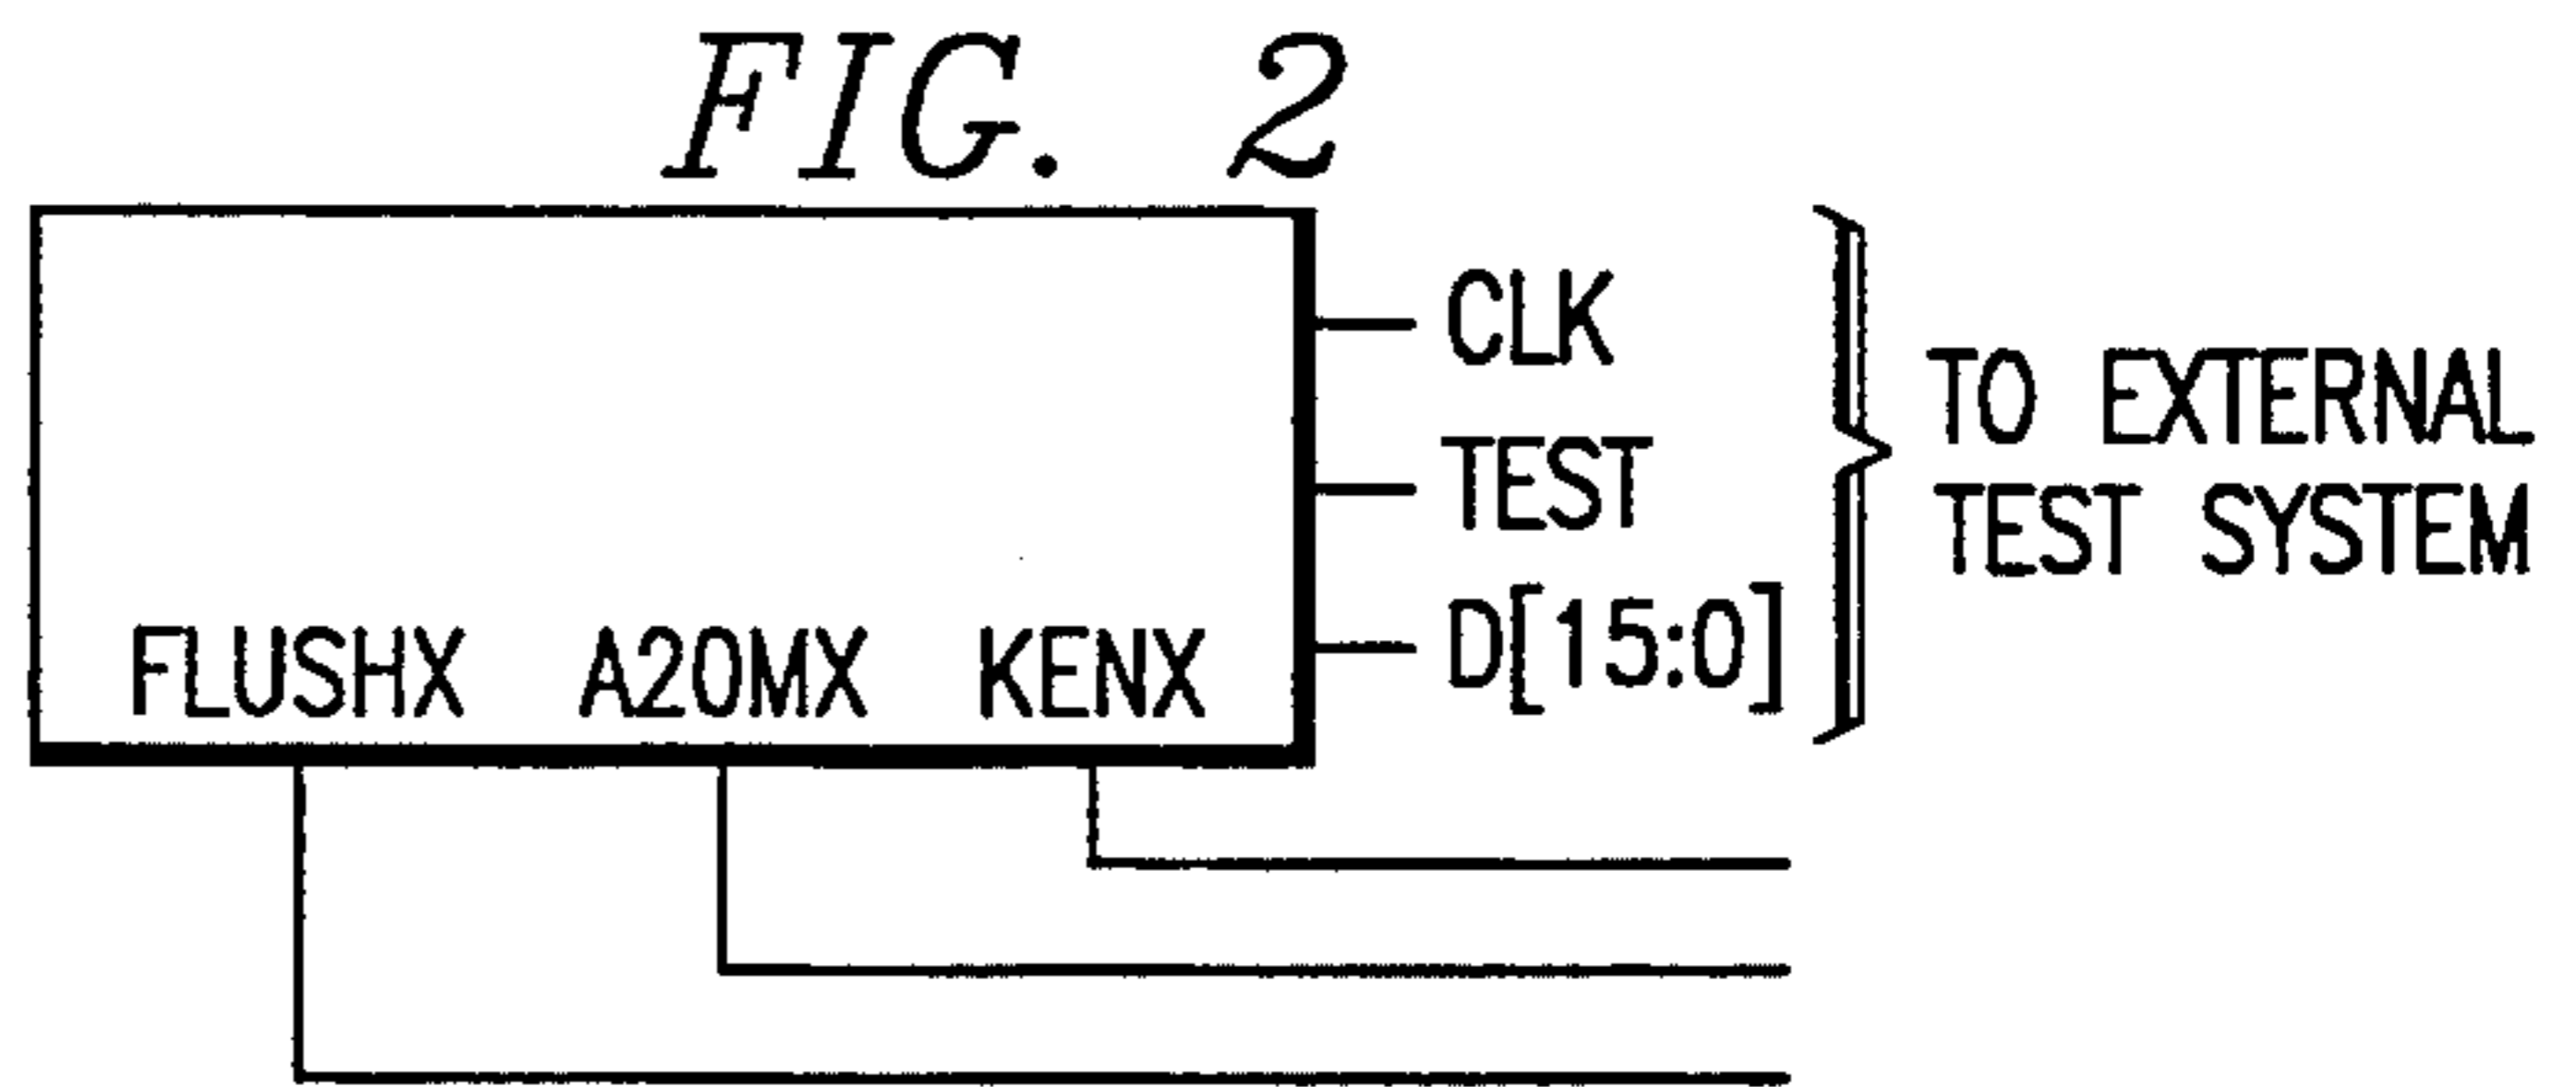 FIG. 2
CLK
TEST
D[15:0]
TO EXTERNAL
TEST SYSTEM
FLUSHX A20MX KENX